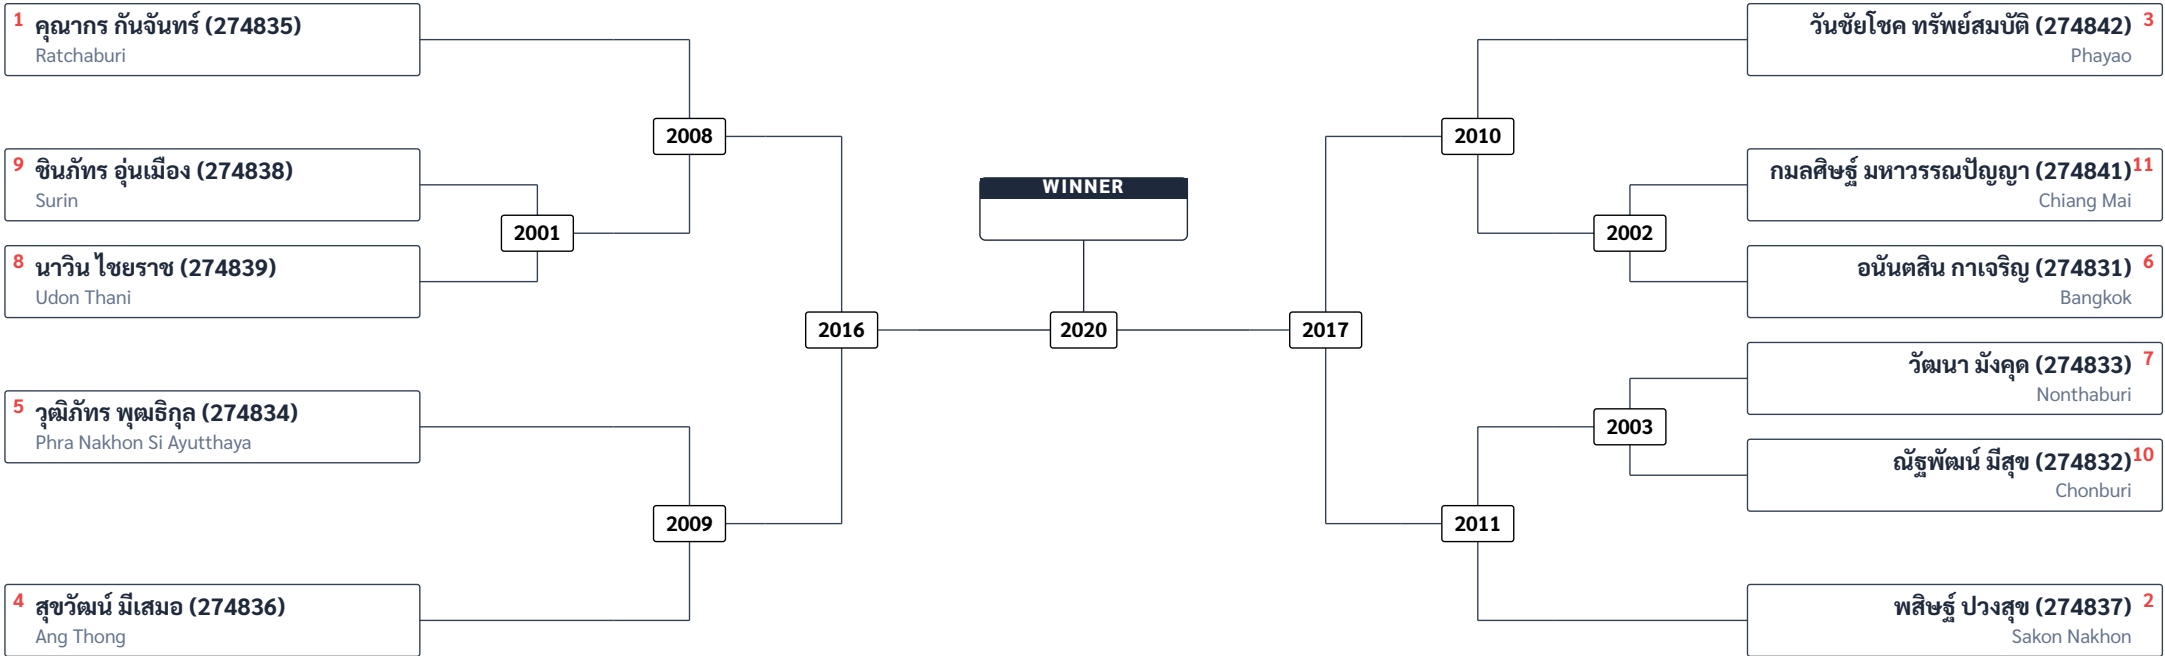 1 คุณากร กันจันทร์ (274835)
Ratchaburi
9 ชินภัทร อุ่นเมือง (274838)
Surin
8 นาวิน ไชยราช (274839)
Udon Thani
5 วุฒิภัทร พุฒธิกุล (274834)
Phra Nakhon Si Ayutthaya
4 สุขวัฒน์ มีเสมอ (274836)
Ang Thong
2001
2008
2009
2016
WINNER
2020
2017
2010
2011
2002
2003
วันชัยโชค ทรัพย์สมบัติ (274842) 3
Phayao
กมลศิษฐ์ มหาวรรณปัญญา (274841) 11
Chiang Mai
อนันตสิน กาเจริญ (274831) 6
Bangkok
วัฒนา มังคุด (274833) 7
Nonthaburi
ณัฐพัฒน์ มีสุข (274832) 10
Chonburi
พสิษฐ์ ปวงสุข (274837) 2
Sakon Nakhon